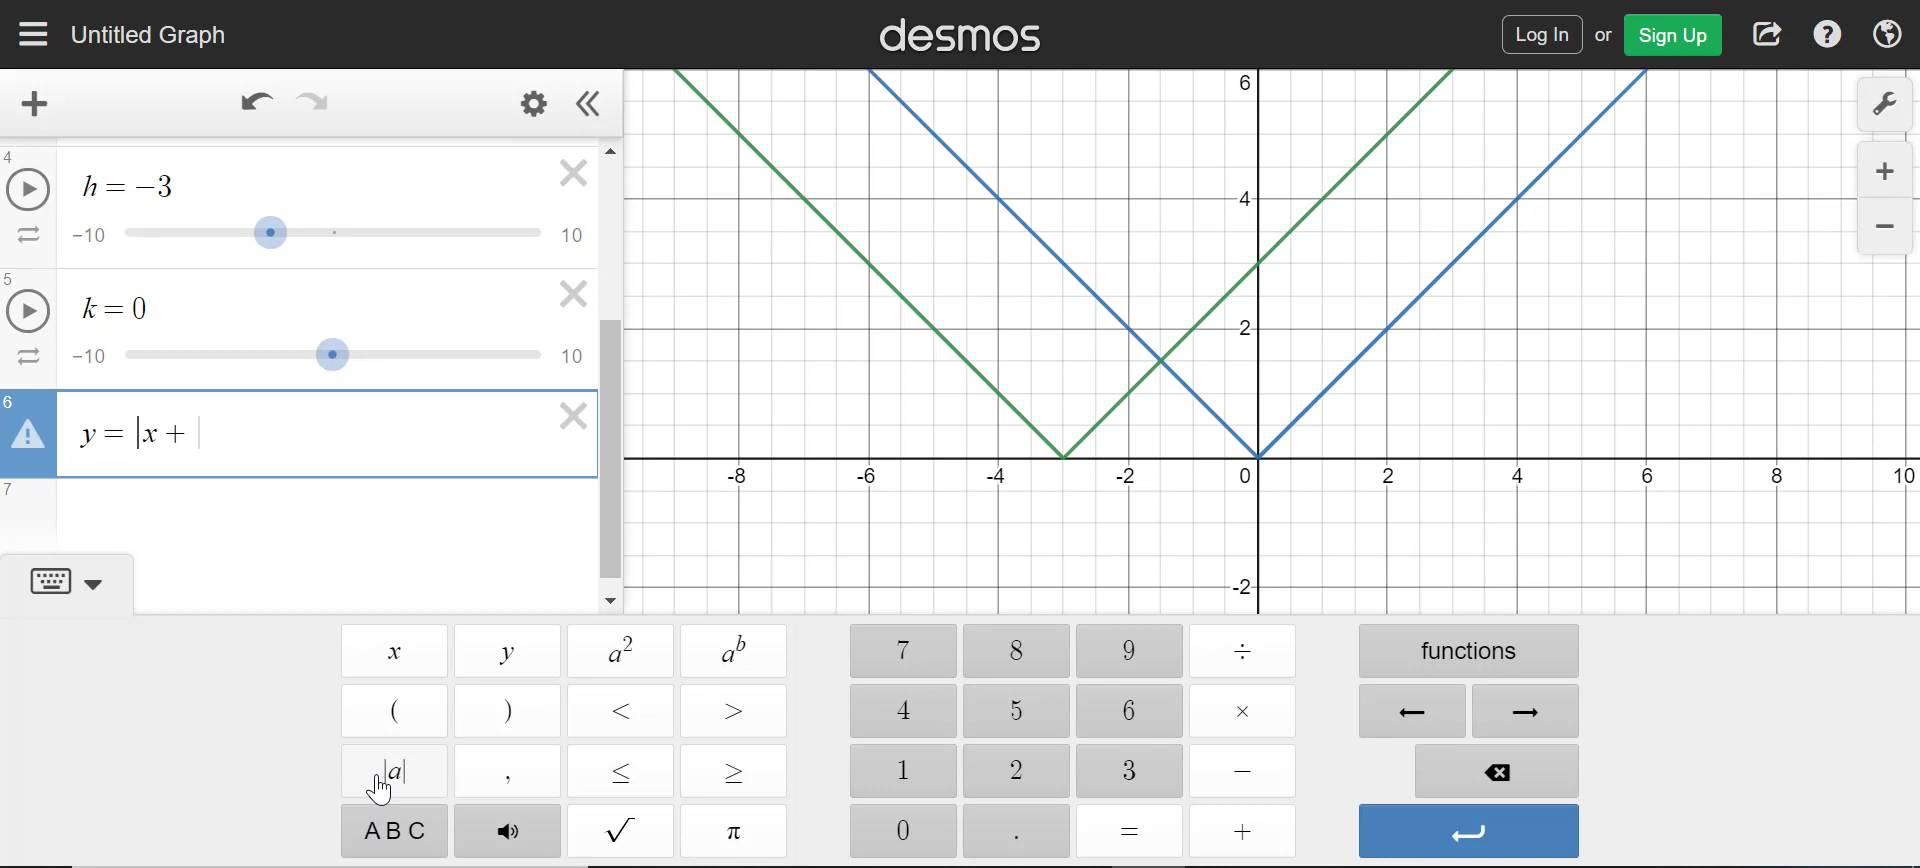 Untitled Graph
desmos
Log In or Sign Up
4
h = −3
−10 10
5
k = 0
−10 10
6
y = |x + |
7
6
4
2
-8 -6 -4 -2 0 2 4 6 8 10
-2
x y a² aᵇ 7 8 9 ÷ functions
( ) < > 4 5 6 × ← →
|a| , ≤ ≥ 1 2 3 −
A B C √ π 0 . = +